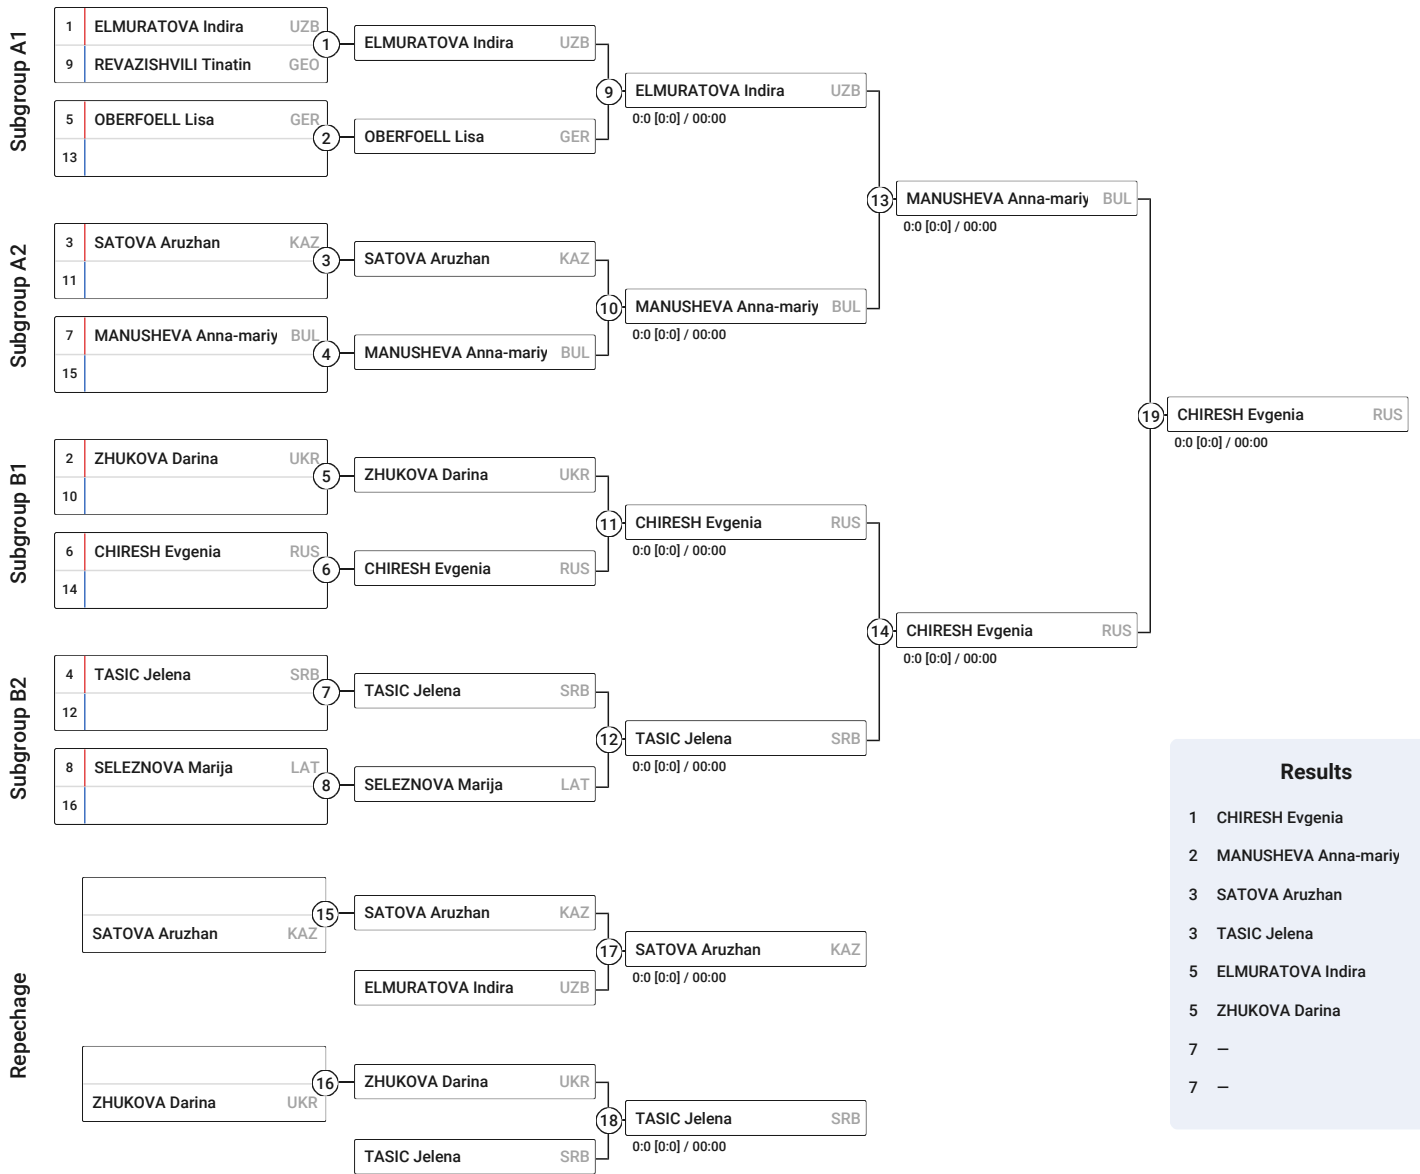 Subgroup A1
1 ELMURATOVA Indira UZB
9 REVAZISHVILI Tinatin GEO
1
ELMURATOVA Indira UZB
5 OBERFOELL Lisa GER
13
2
OBERFOELL Lisa GER
9
ELMURATOVA Indira UZB
0:0 [0:0] / 00:00
Subgroup A2
3 SATOVA Aruzhan KAZ
11
3
SATOVA Aruzhan KAZ
7 MANUSHEVA Anna-mariy BUL
15
4
MANUSHEVA Anna-mariy BUL
10
MANUSHEVA Anna-mariy BUL
0:0 [0:0] / 00:00
13
MANUSHEVA Anna-mariy BUL
0:0 [0:0] / 00:00
Subgroup B1
2 ZHUKOVA Darina UKR
10
5
ZHUKOVA Darina UKR
6 CHIRESH Evgenia RUS
14
6
CHIRESH Evgenia RUS
11
CHIRESH Evgenia RUS
0:0 [0:0] / 00:00
Subgroup B2
4 TASIC Jelena SRB
12
7
TASIC Jelena SRB
8 SELEZNOVA Marija LAT
16
8
SELEZNOVA Marija LAT
12
TASIC Jelena SRB
0:0 [0:0] / 00:00
14
CHIRESH Evgenia RUS
0:0 [0:0] / 00:00
19
CHIRESH Evgenia RUS
0:0 [0:0] / 00:00
Repechage
SATOVA Aruzhan KAZ
15
SATOVA Aruzhan KAZ
ELMURATOVA Indira UZB
17
SATOVA Aruzhan KAZ
0:0 [0:0] / 00:00
ZHUKOVA Darina UKR
16
ZHUKOVA Darina UKR
TASIC Jelena SRB
18
TASIC Jelena SRB
0:0 [0:0] / 00:00
Results
1 CHIRESH Evgenia
2 MANUSHEVA Anna-mariy
3 SATOVA Aruzhan
3 TASIC Jelena
5 ELMURATOVA Indira
5 ZHUKOVA Darina
7 —
7 —